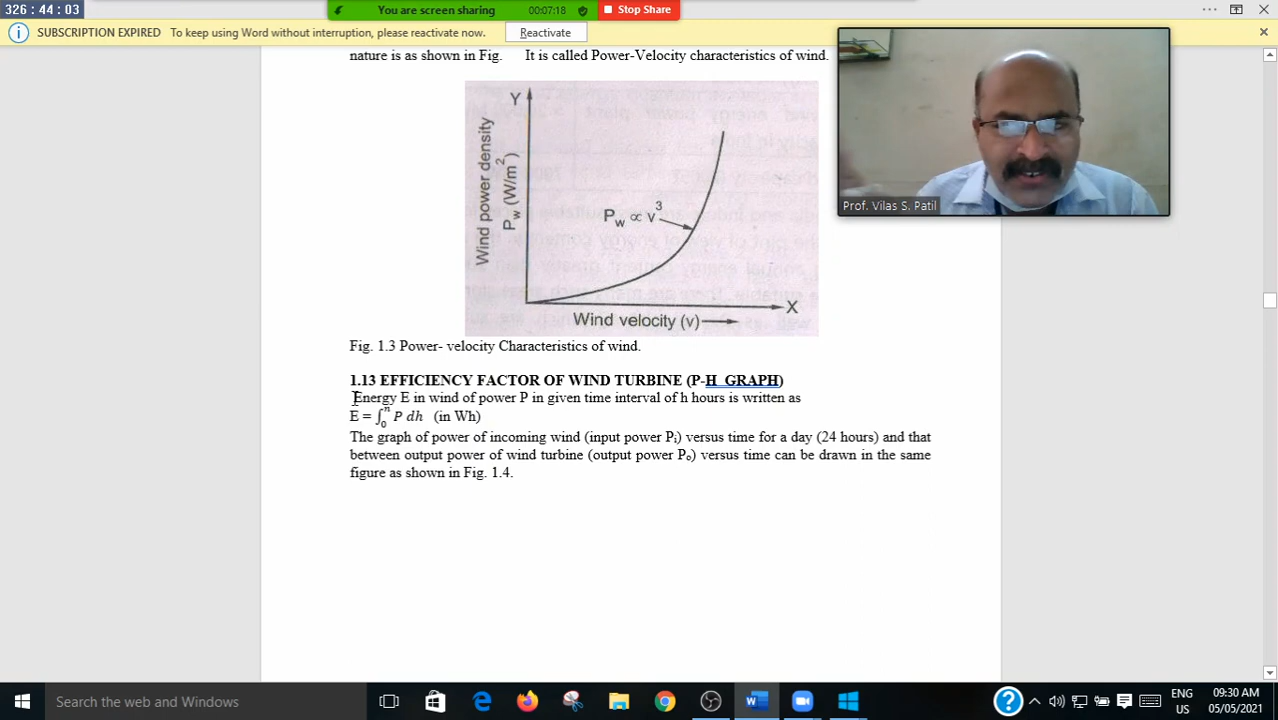 326:44:03
You are screen sharing
00:07:18
Stop Share
SUBSCRIPTION EXPIRED To keep using Word without interruption, please reactivate now.
Reactivate
nature is as shown in Fig. It is called Power-Velocity characteristics of wind.
Y
Wind power density
Pw (W/m²)
Pw ∝ v³
X
Wind velocity (v)
Fig. 1.3 Power- velocity Characteristics of wind.
1.13 EFFICIENCY FACTOR OF WIND TURBINE (P-H GRAPH)
Energy E in wind of power P in given time interval of h hours is written as
E = ∫₀ⁿ P dh (in Wh)
The graph of power of incoming wind (input power Pᵢ) versus time for a day (24 hours) and that
between output power of wind turbine (output power Pₒ) versus time can be drawn in the same
figure as shown in Fig. 1.4.
Prof. Vilas S. Patil
Search the web and Windows
ENG
US
09:30 AM
05/05/2021